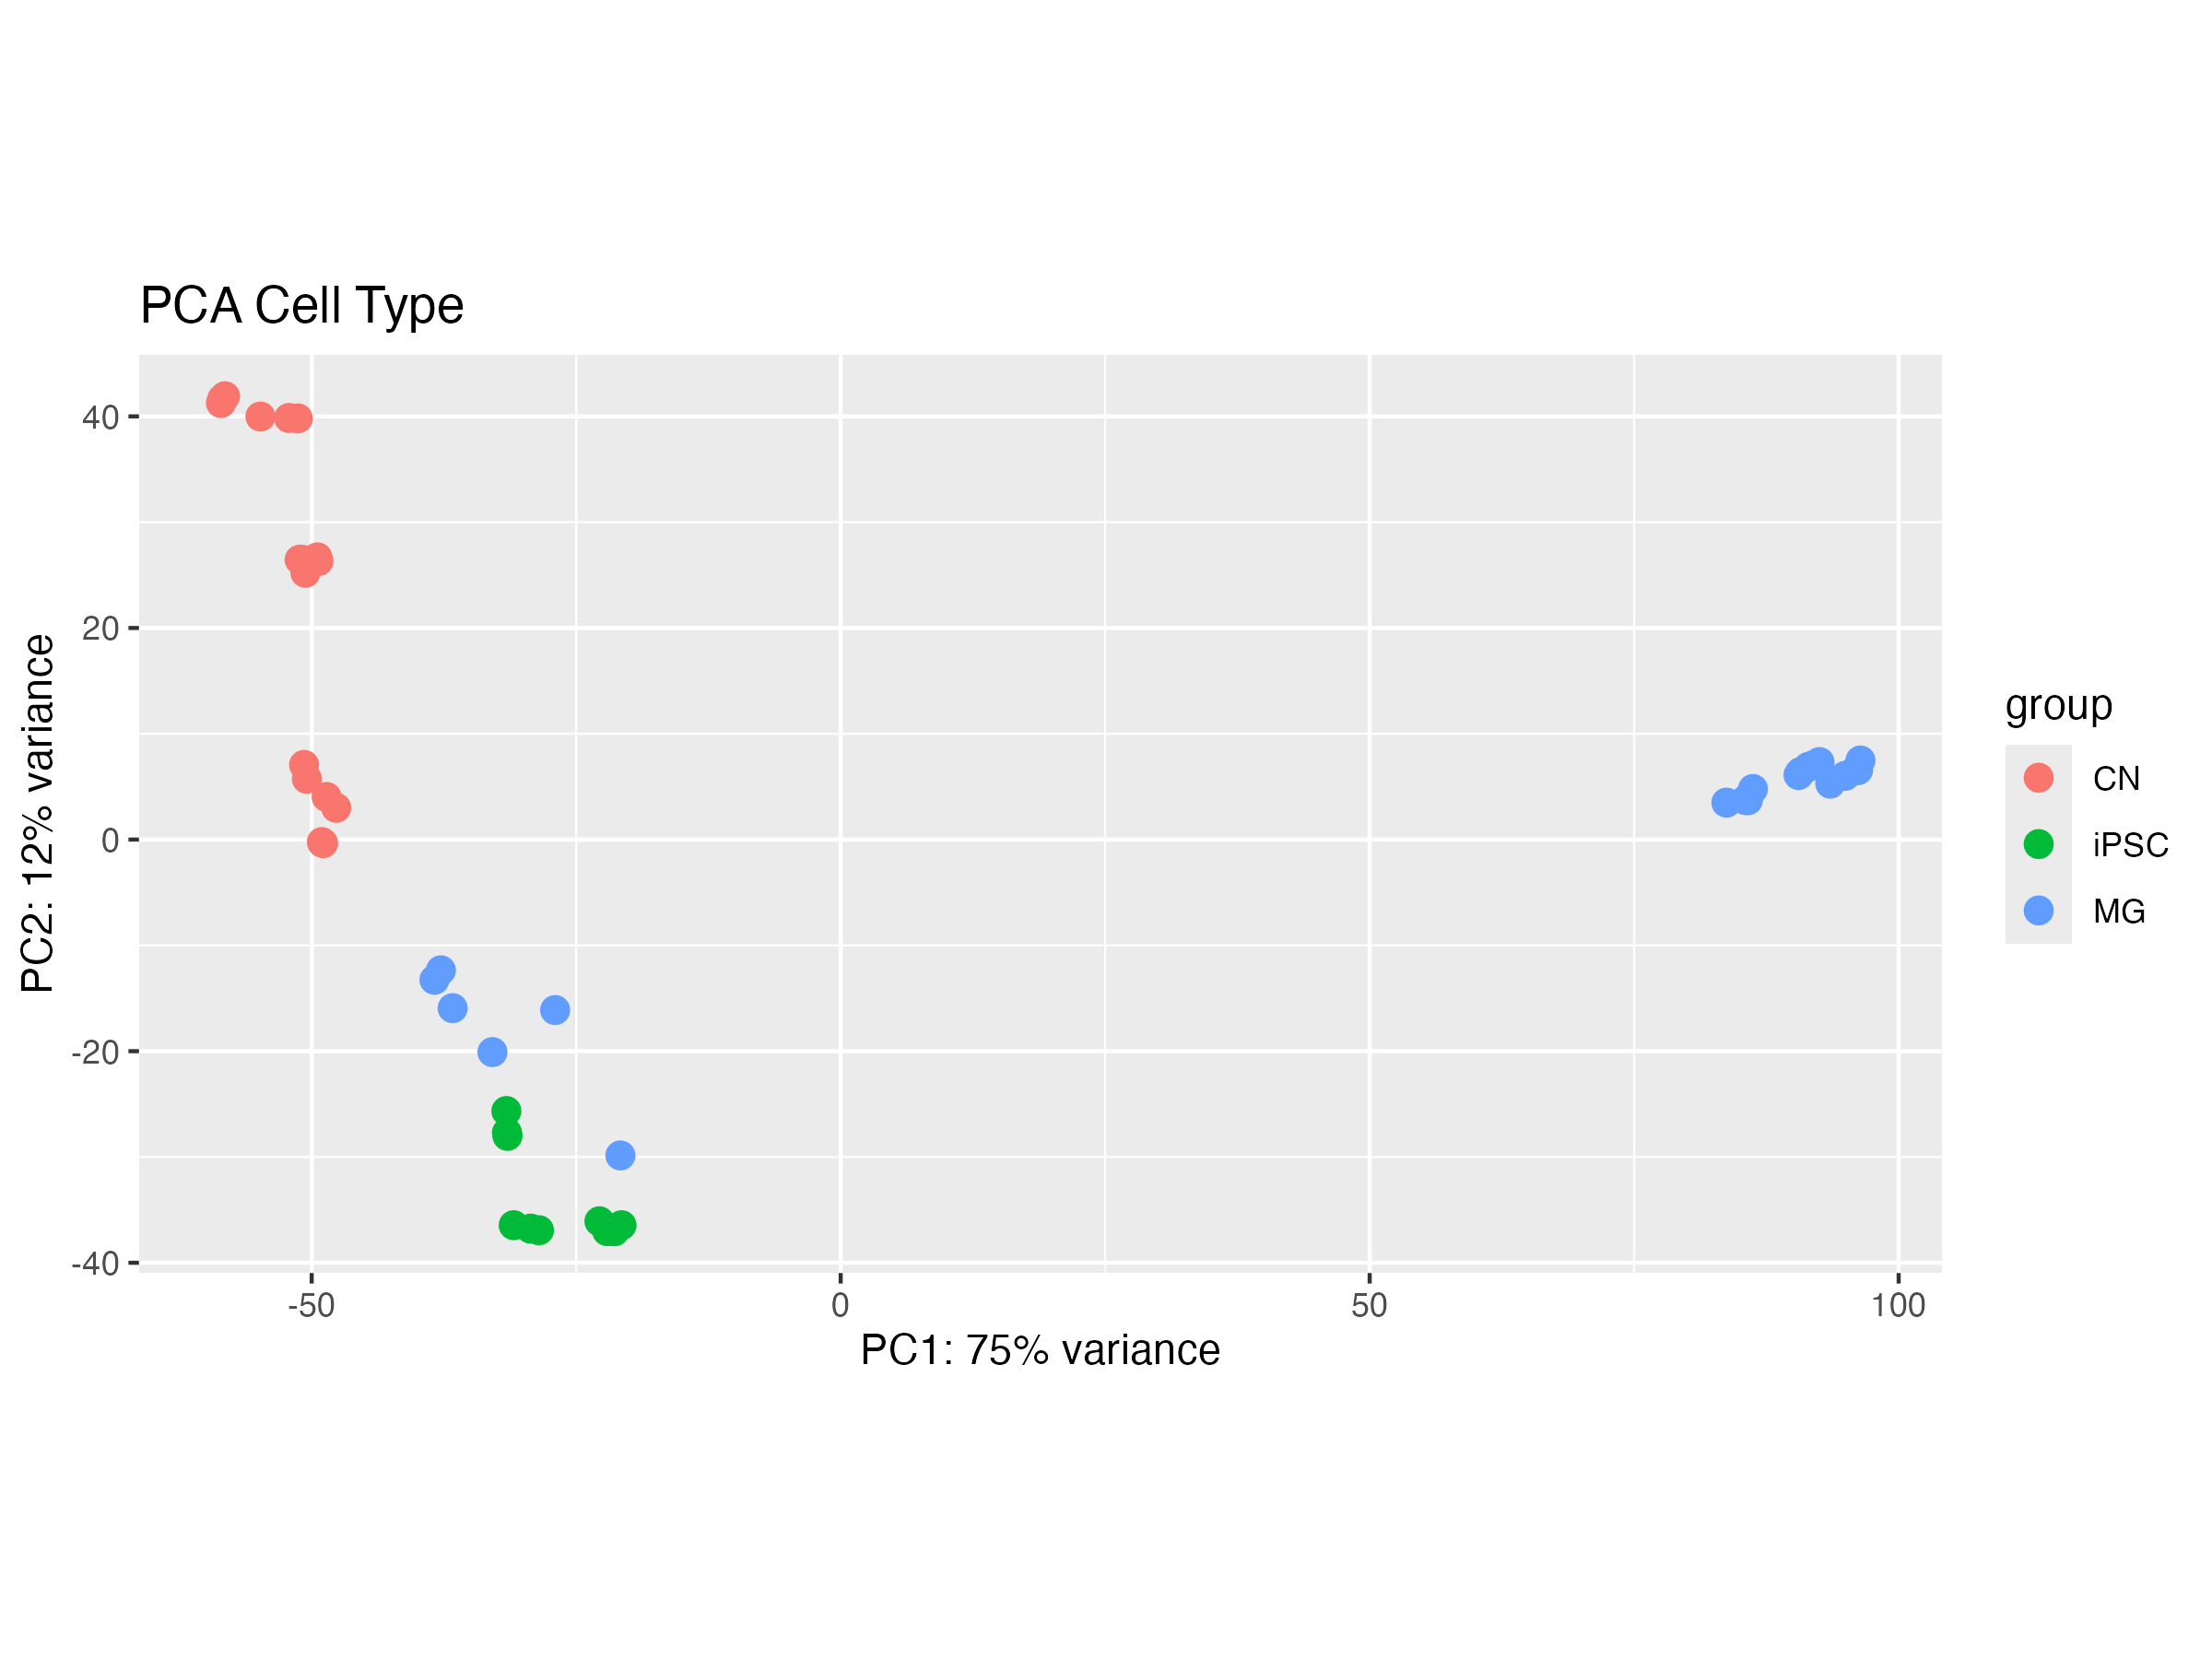 PCA Cell Type
40
20
0
-20
-40
PC2: 12% variance
-50
0
50
100
PC1: 75% variance
group
CN
iPSC
MG